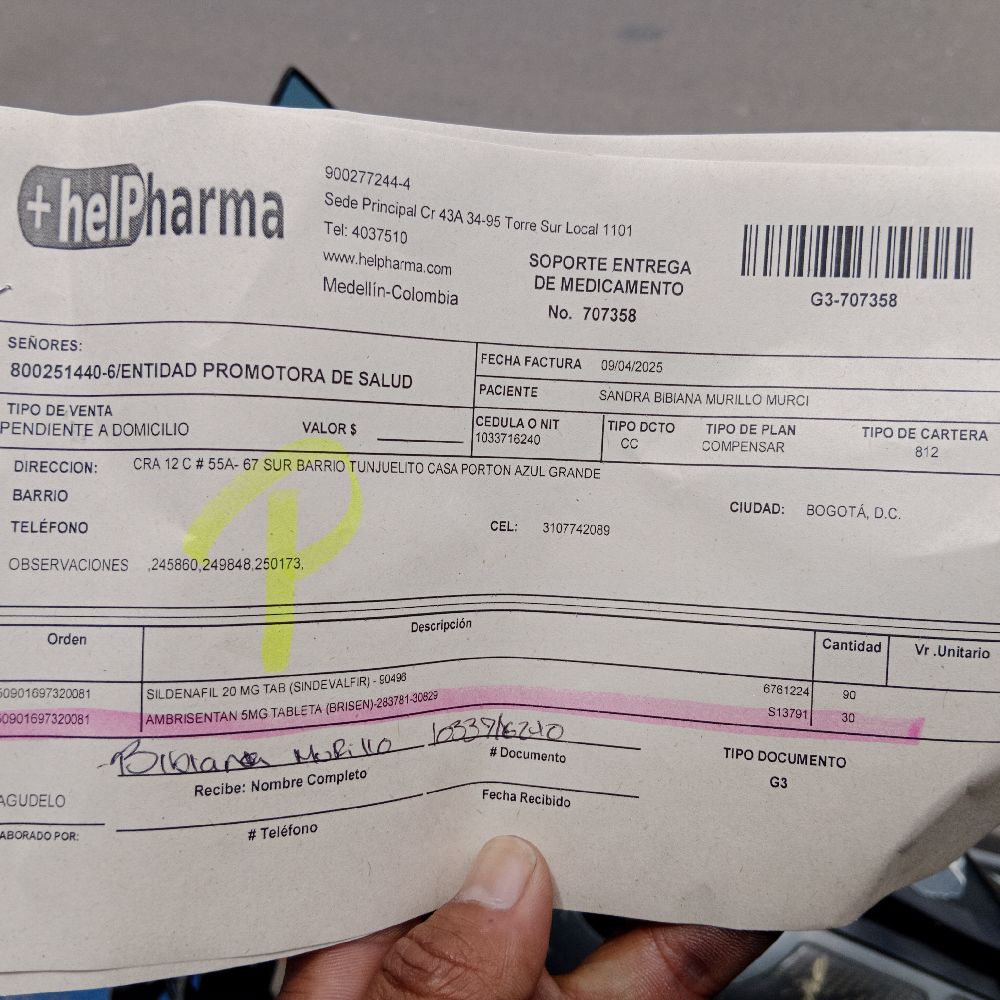 +helPharma
900277244-4
Sede Principal Cr 43A 34-95 Torre Sur Local 1101
Tel: 4037510
www.helpharma.com
Medellín-Colombia
SOPORTE ENTREGA
DE MEDICAMENTO
No. 707358
G3-707358
SEÑORES:
800251440-6/ENTIDAD PROMOTORA DE SALUD
FECHA FACTURA 09/04/2025
PACIENTE SANDRA BIBIANA MURILLO MURCI
TIPO DE VENTA
PENDIENTE A DOMICILIO
VALOR $
CEDULA O NIT
1033716240
TIPO DCTO
CC
TIPO DE PLAN
COMPENSAR
TIPO DE CARTERA
812
DIRECCION: CRA 12 C # 55A- 67 SUR BARRIO TUNJUELITO CASA PORTON AZUL GRANDE
BARRIO
CIUDAD: BOGOTÁ, D.C.
TELÉFONO
CEL: 3107742089
OBSERVACIONES ,245860,249848,250173,
P
Orden Descripción Cantidad Vr .Unitario
50901697320081 SILDENAFIL 20 MG TAB (SINDEVALFIR) - 90496 6761224 90
50901697320081 AMBRISENTAN 5MG TABLETA (BRISEN)-283781-30829 S13791 30
Bibiana Murillo 1033716240
Recibe: Nombre Completo
# Documento
TIPO DOCUMENTO
G3
AGUDELO
ABORADO POR:
# Teléfono
Fecha Recibido